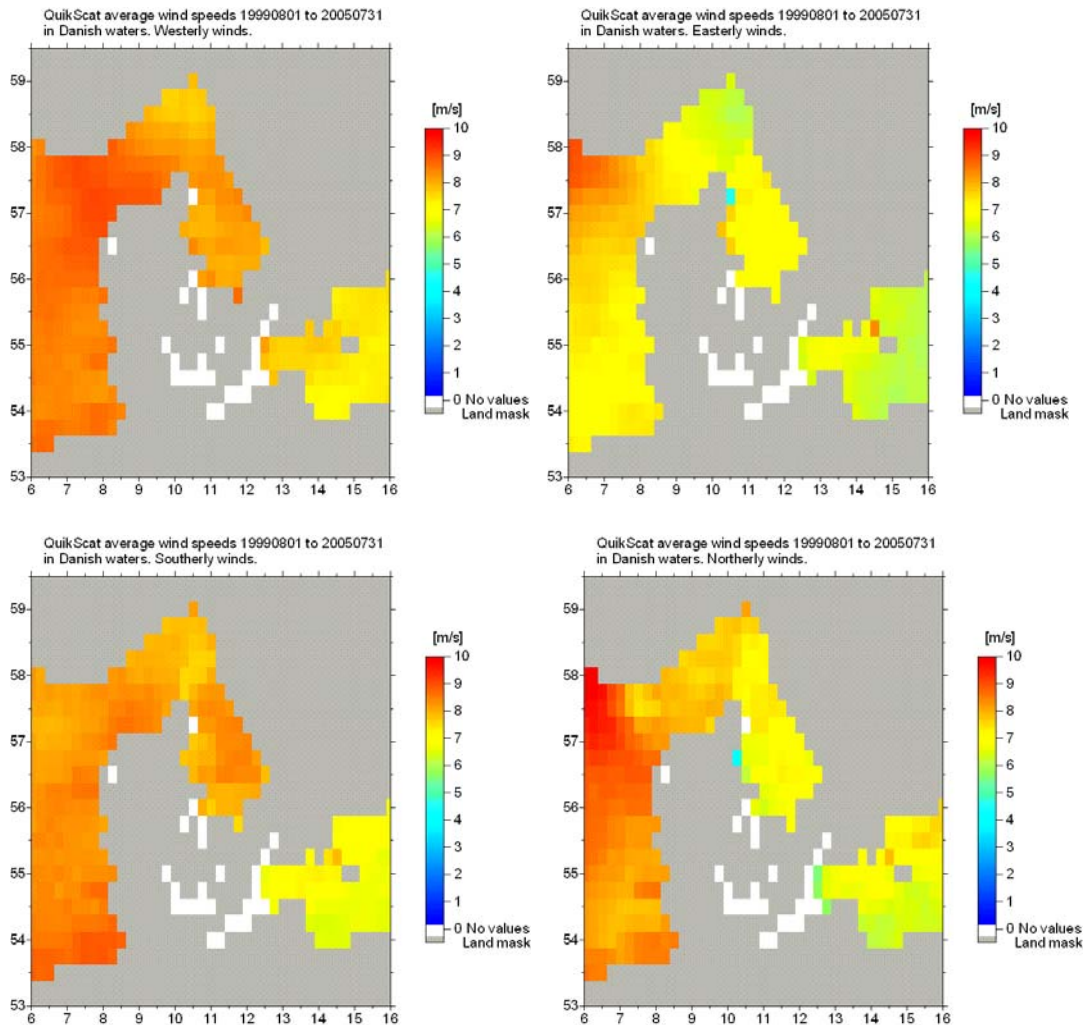 QuikScat average wind speeds 19990801 to 20050731
in Danish waters. Westerly winds.
[m/s]
59
58
57
56
55
54
53
10
9
8
7
6
5
4
3
2
1
0 No values
Land mask
6 7 8 9 10 11 12 13 14 15 16
QuikScat average wind speeds 19990801 to 20050731
in Danish waters. Easterly winds.
[m/s]
59
58
57
56
55
54
53
10
9
8
7
6
5
4
3
2
1
0 No values
Land mask
6 7 8 9 10 11 12 13 14 15 16
QuikScat average wind speeds 19990801 to 20050731
in Danish waters. Southerly winds.
[m/s]
59
58
57
56
55
54
53
10
9
8
7
6
5
4
3
2
1
0 No values
Land mask
6 7 8 9 10 11 12 13 14 15 16
QuikScat average wind speeds 19990801 to 20050731
in Danish waters. Northerly winds.
[m/s]
59
58
57
56
55
54
53
10
9
8
7
6
5
4
3
2
1
0 No values
Land mask
6 7 8 9 10 11 12 13 14 15 16